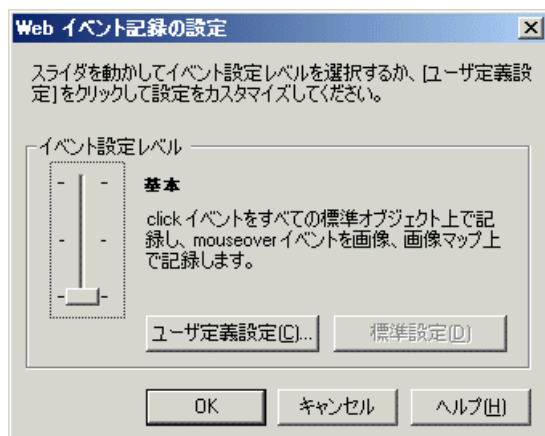 Web イベント記録の設定
スライダを動かしてイベント設定レベルを選択するか、[ユーザ定義設
定]をクリックして設定をカスタマイズしてください。
イベント設定レベル
基本
click イベントをすべての標準オブジェクト上で記
録し、mouseover イベントを画像、画像マップ上
で記録します。
ユーザ定義設定(C)... 標準設定(D)
OK キャンセル ヘルプ(H)